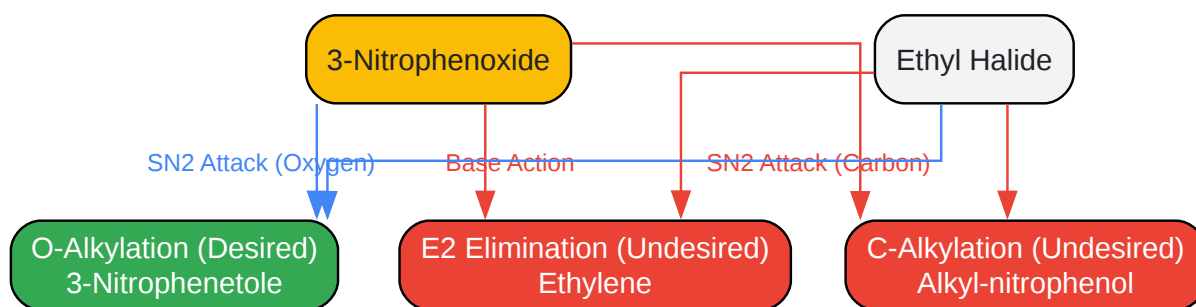 3-Nitrophenoxide
Ethyl Halide
SN2 Attack (Oxygen)
Base Action
SN2 Attack (Carbon)
O-Alkylation (Desired)
3-Nitrophenetole
E2 Elimination (Undesired)
Ethylene
C-Alkylation (Undesired)
Alkyl-nitrophenol